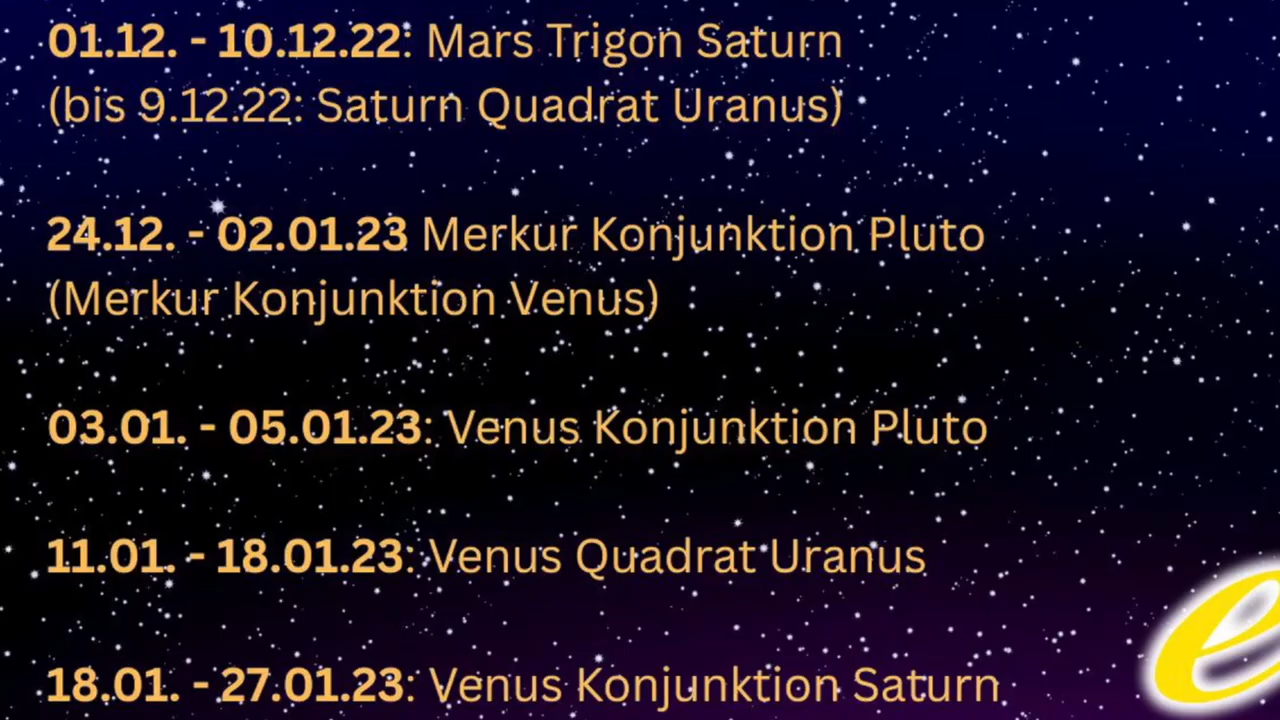 01.12. - 10.12.22: Mars Trigon Saturn
(bis 9.12.22: Saturn Quadrat Uranus)
24.12. - 02.01.23 Merkur Konjunktion Pluto
(Merkur Konjunktion Venus)
03.01. - 05.01.23: Venus Konjunktion Pluto
11.01. - 18.01.23: Venus Quadrat Uranus
18.01. - 27.01.23: Venus Konjunktion Saturn
e